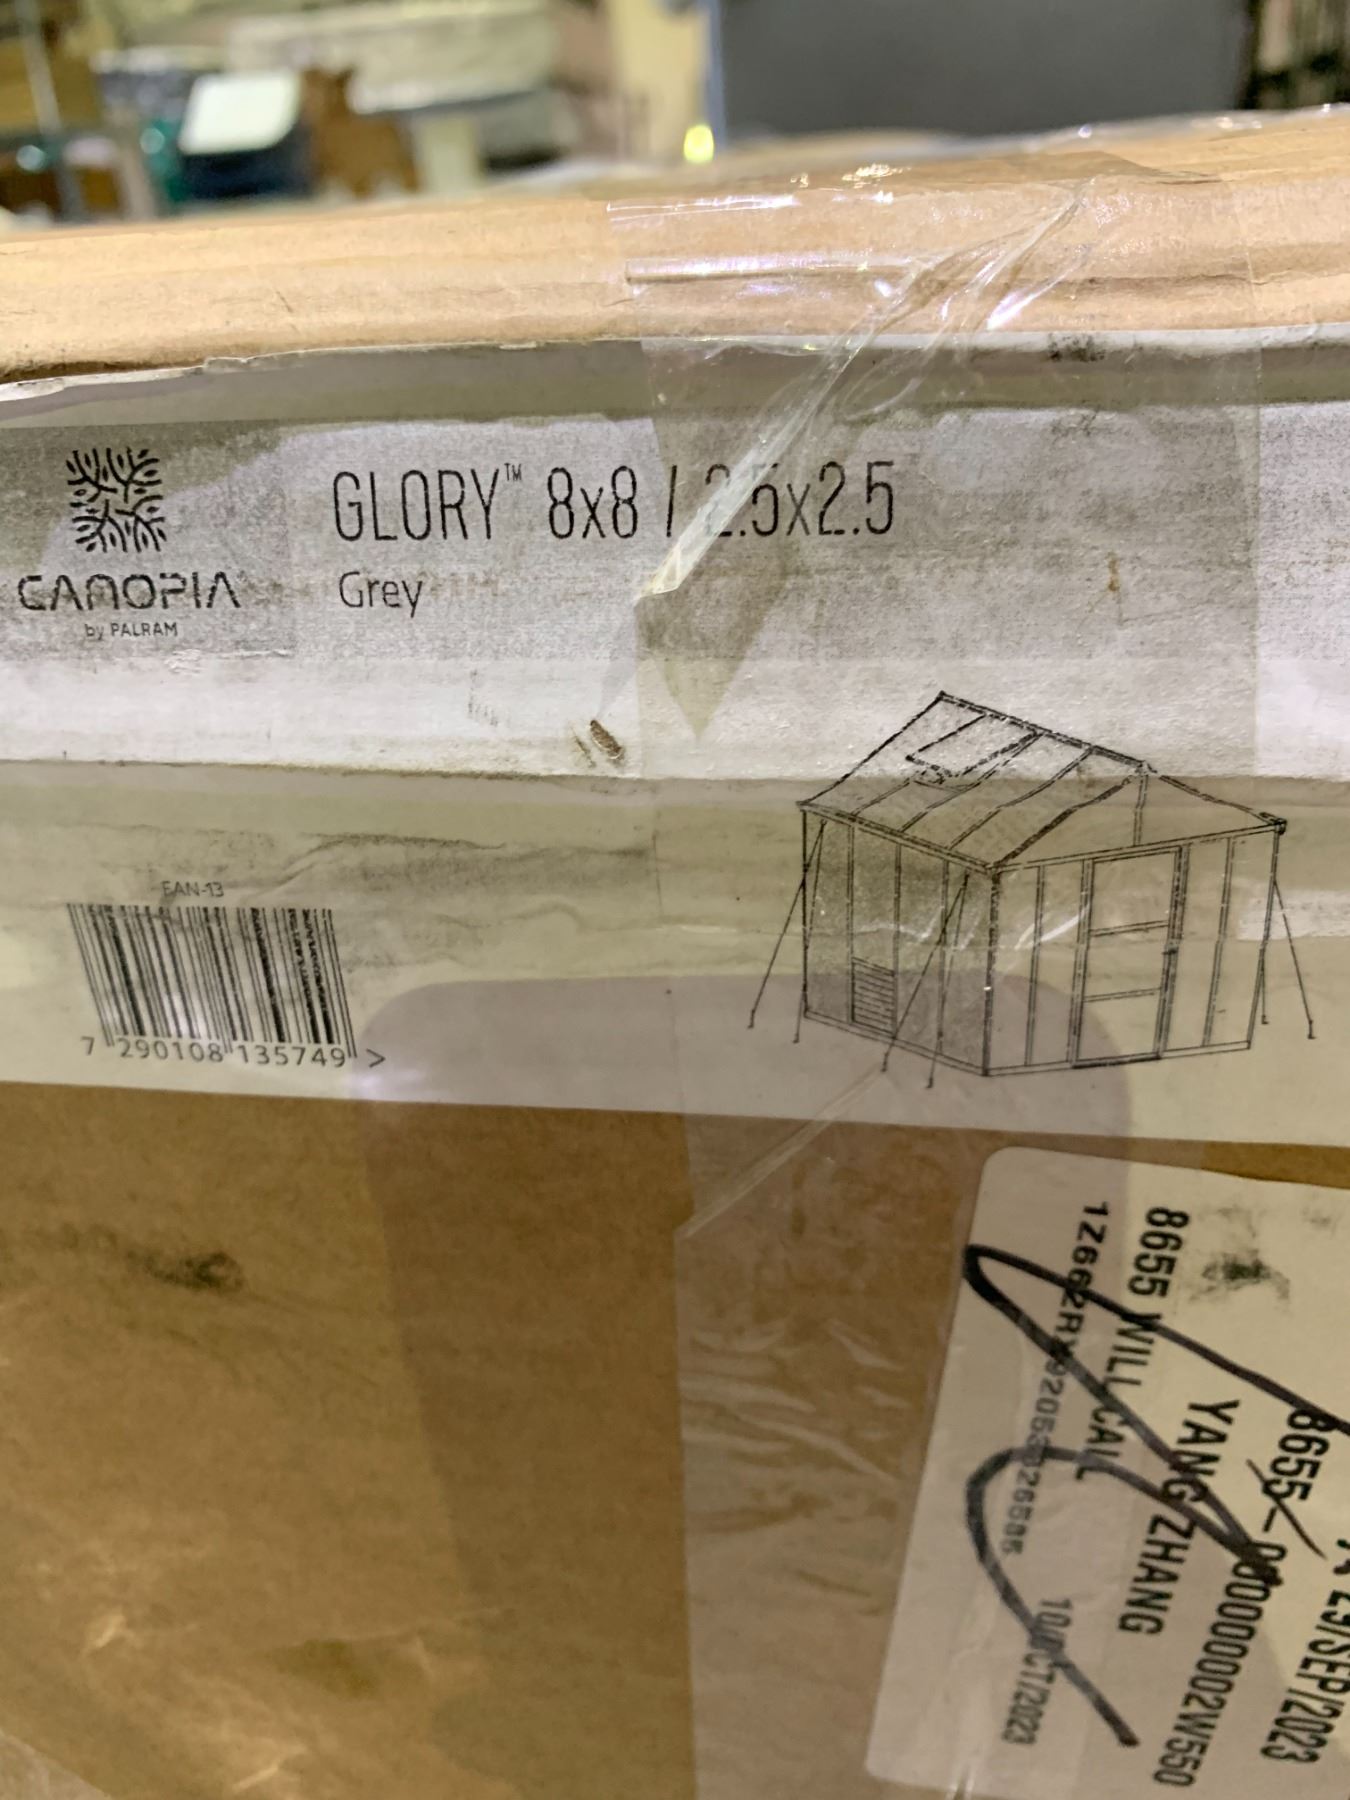 GLORY™ 8x8 / 2.5x2.5
Grey
CANOPIA
by PALRAM
EAN-13
7 290108 135749 >
29/SEP/2023
8655-
YANG ZHANG
8655 WILL CALL
10/OCT/2023